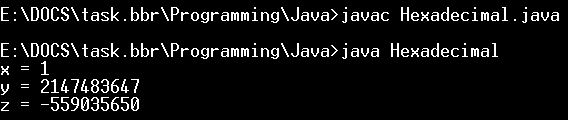 E:\DOCS\task.bbr\Programming\Java>javac Hexadecimal.java
E:\DOCS\task.bbr\Programming\Java>java Hexadecimal
x = 1
y = 2147483647
z = -559035650